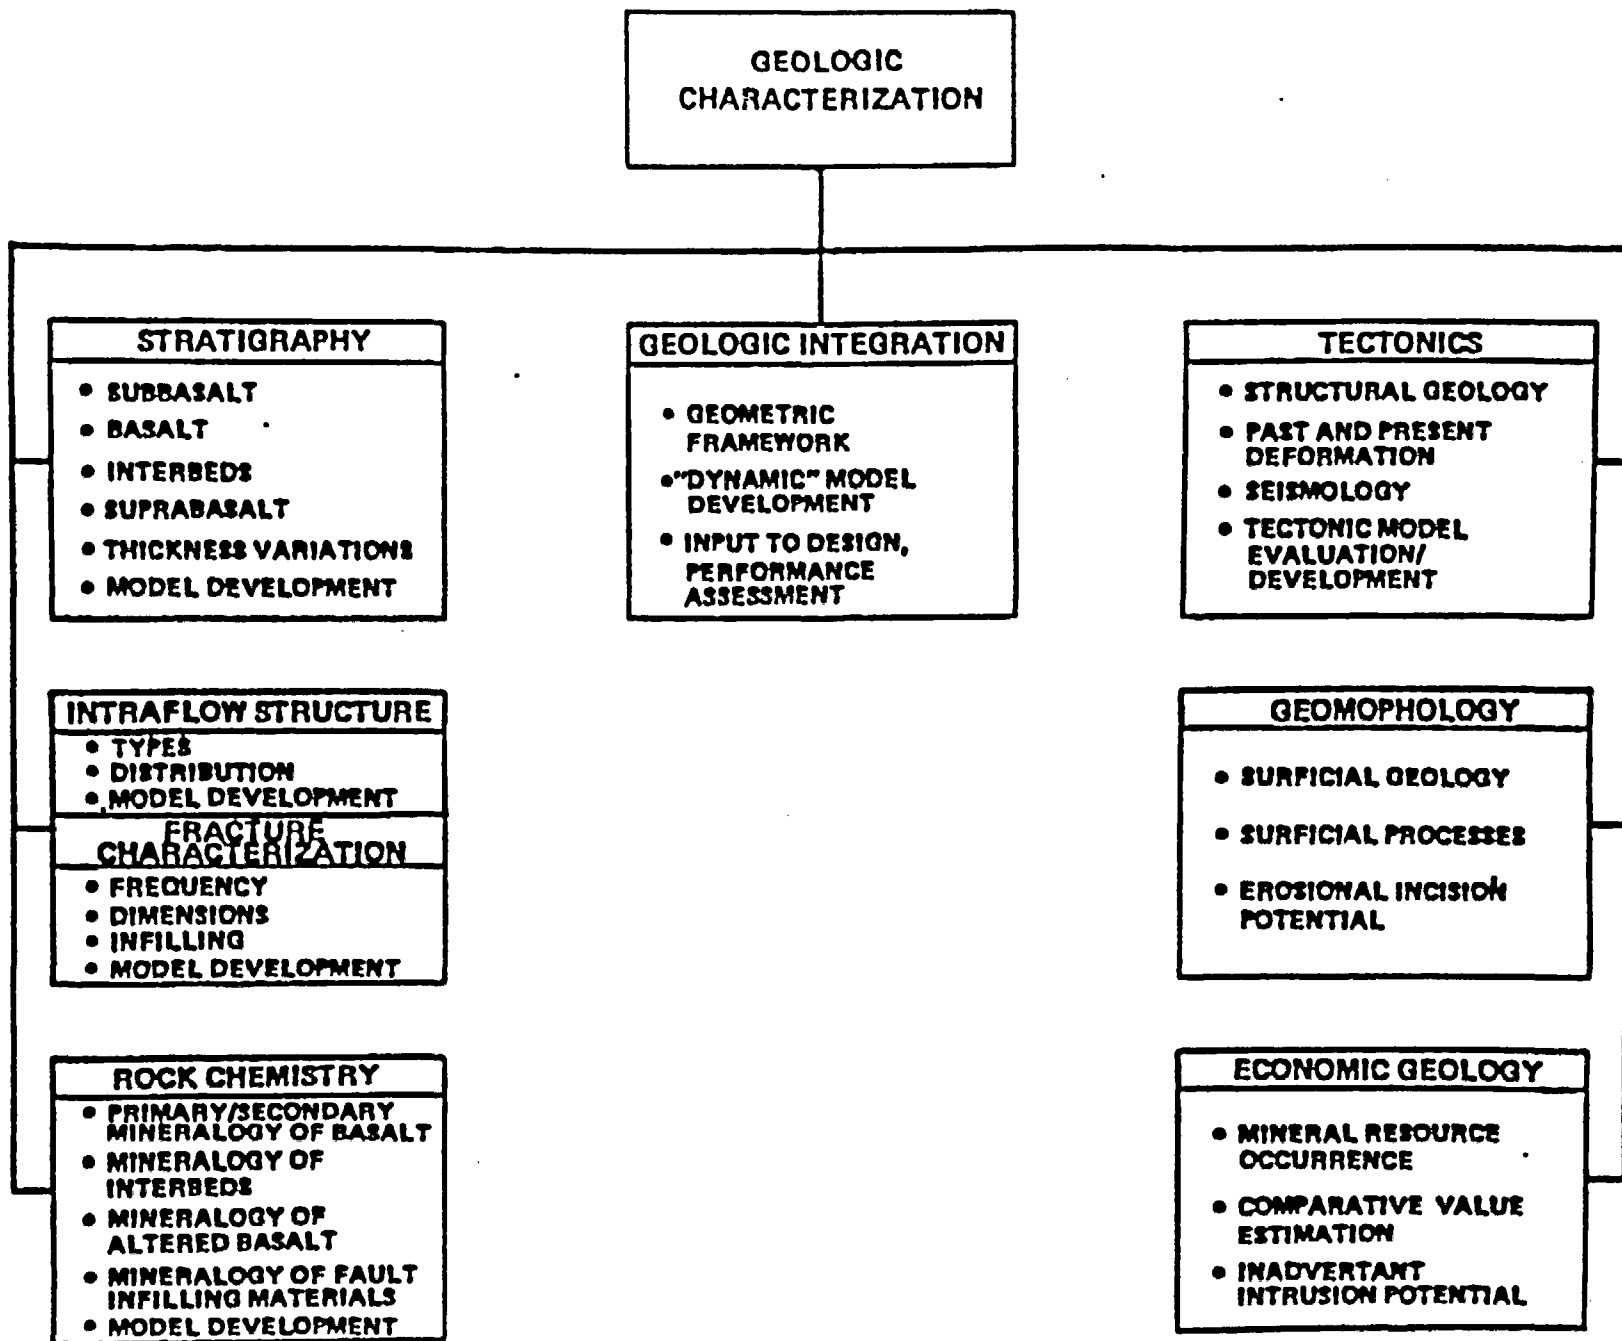 GEOLOGIC
CHARACTERIZATION
STRATIGRAPHY
• SUBBASALT
• BASALT
• INTERBEDS
• SUPRABASALT
• THICKNESS VARIATIONS
• MODEL DEVELOPMENT
GEOLOGIC INTEGRATION
• GEOMETRIC
FRAMEWORK
• "DYNAMIC" MODEL
DEVELOPMENT
• INPUT TO DESIGN,
PERFORMANCE
ASSESSMENT
TECTONICS
• STRUCTURAL GEOLOGY
• PAST AND PRESENT
DEFORMATION
• SEISMOLOGY
• TECTONIC MODEL
EVALUATION/
DEVELOPMENT
INTRAFLOW STRUCTURE
• TYPES
• DISTRIBUTION
• MODEL DEVELOPMENT
FRACTURE
CHARACTERIZATION
• FREQUENCY
• DIMENSIONS
• INFILLING
• MODEL DEVELOPMENT
GEOMOPHOLOGY
• SURFICIAL GEOLOGY
• SURFICIAL PROCESSES
• EROSIONAL INCISION
POTENTIAL
ROCK CHEMISTRY
• PRIMARY/SECONDARY
MINERALOGY OF BASALT
• MINERALOGY OF
INTERBEDS
• MINERALOGY OF
ALTERED BASALT
• MINERALOGY OF FAULT
INFILLING MATERIALS
• MODEL DEVELOPMENT
ECONOMIC GEOLOGY
• MINERAL RESOURCE
OCCURRENCE
• COMPARATIVE VALUE
ESTIMATION
• INADVERTANT
INTRUSION POTENTIAL